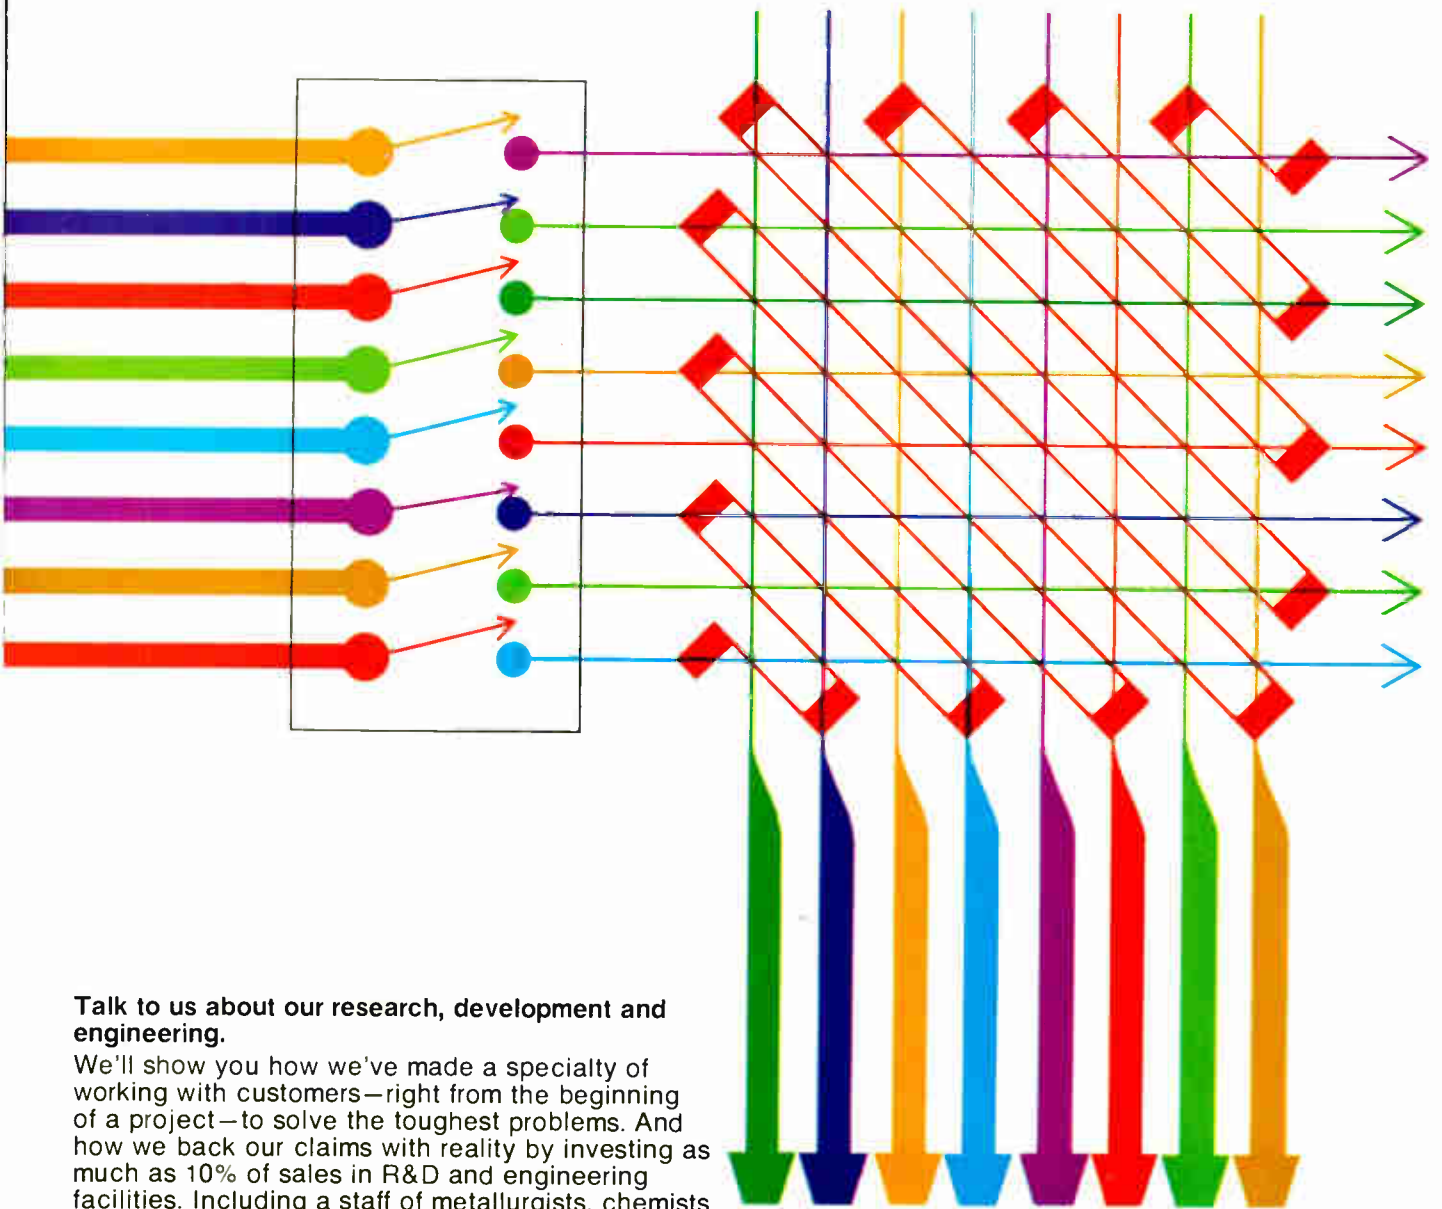 Talk to us about our research, development and
engineering.
We'll show you how we've made a specialty of
working with customers—right from the beginning
of a project—to solve the toughest problems. And
how we back our claims with reality by investing as
much as 10% of sales in R&D and engineering
facilities. Including a staff of metallurgists, chemists